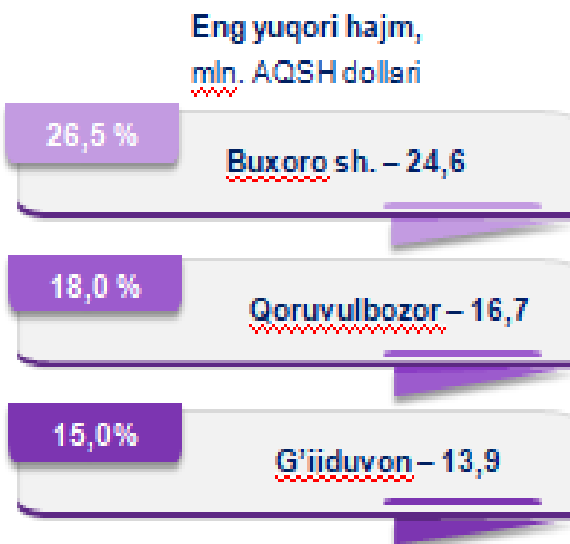 Eng yuqori hajm,
mln. AQSH dollari
26,5 %
Buxoro sh. – 24,6
18,0 %
Qoruvulbozor – 16,7
15,0%
G'ijduvon – 13,9